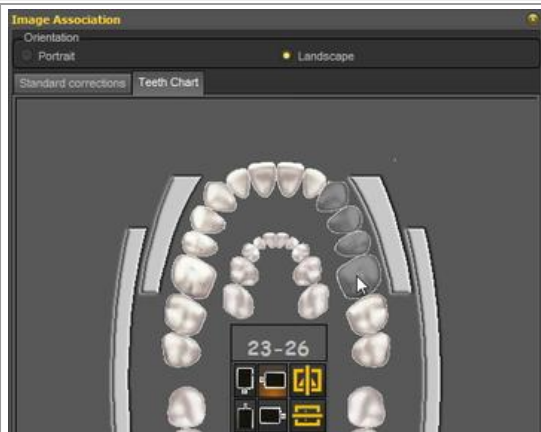 Image Association
Orientation
Portrait
Landscape
Standard corrections
Teeth Chart
23-26